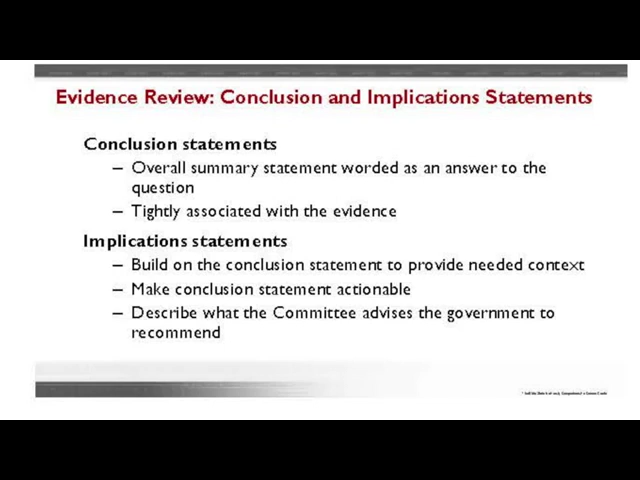 Evidence Review: Conclusion and Implications Statements
Conclusion statements
– Overall summary statement worded as an answer to the
question
– Tightly associated with the evidence
Implications statements
– Build on the conclusion statement to provide needed context
– Make conclusion statement actionable
– Describe what the Committee advises the government to
recommend